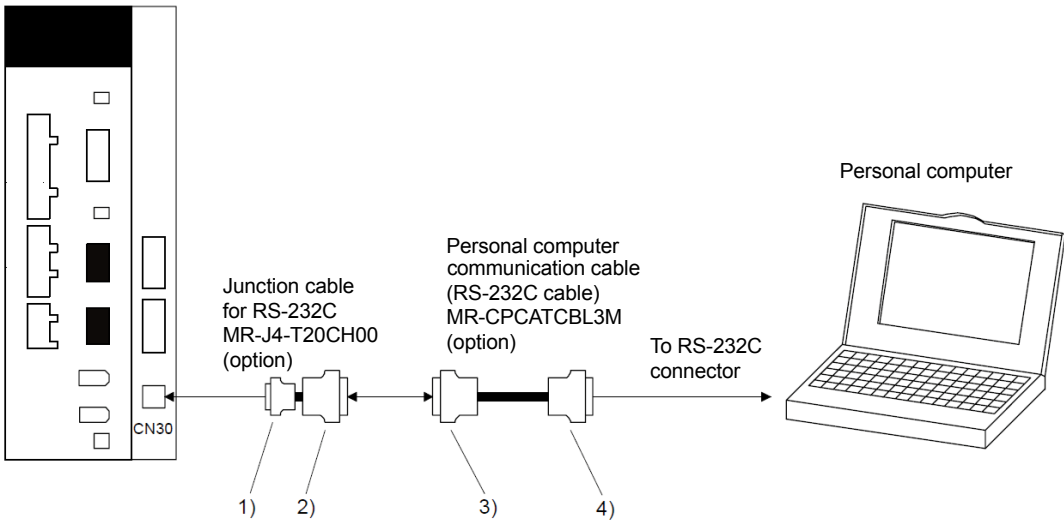 Personal computer
Personal computer
communication cable
(RS-232C cable)
MR-CPCATCBL3M
(option)
Junction cable
for RS-232C
MR-J4-T20CH00
(option)
To RS-232C
connector
CN30
1)
2)
3)
4)